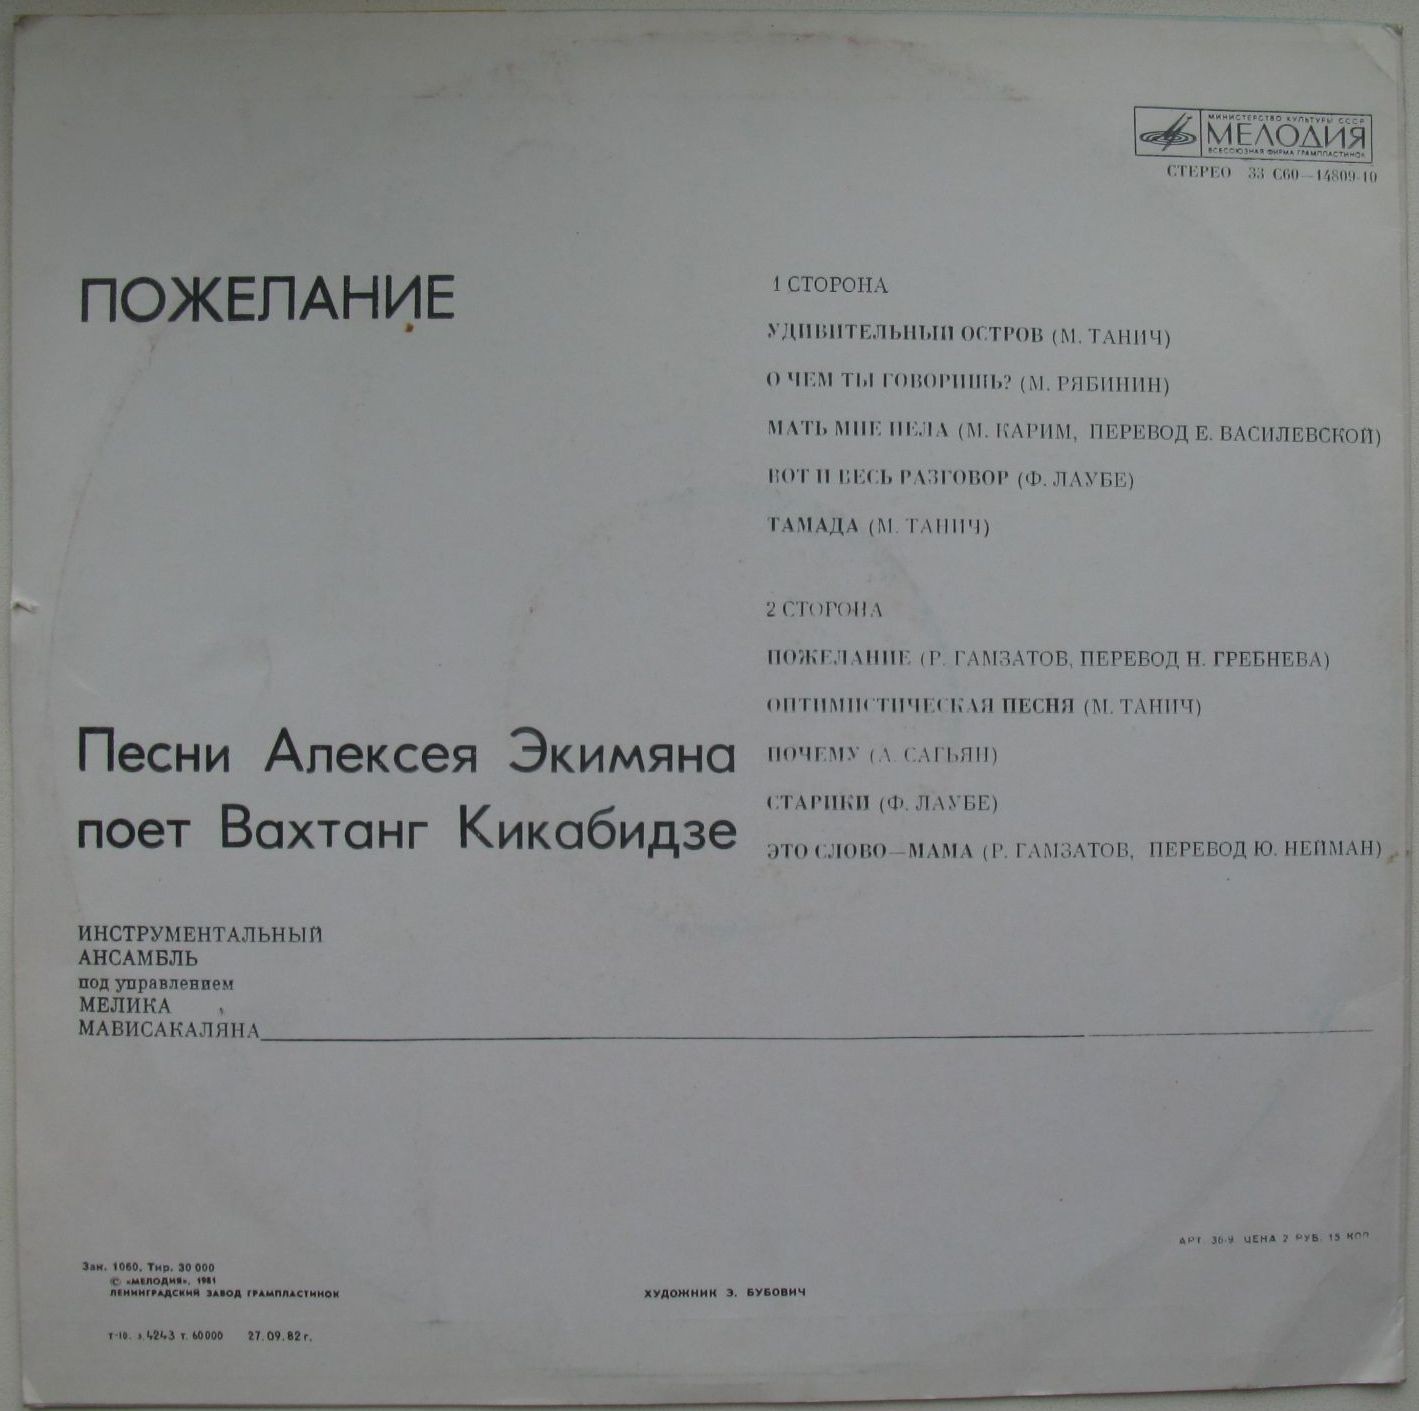 МИНИСТЕРСТВО КУЛЬТУРЫ СССР
МЕЛОДИЯ
ВСЕСОЮЗНАЯ ФИРМА ГРАМПЛАСТИНОК
СТЕРЕО 33 С60—14809-10
ПОЖЕЛАНИЕ
Песни Алексея Экимяна
поет Вахтанг Кикабидзе
ИНСТРУМЕНТАЛЬНЫЙ
АНСАМБЛЬ
под управлением
МЕЛИКА
МАВИСАКАЛЯНА
1 СТОРОНА
УДИВИТЕЛЬНЫЙ ОСТРОВ (М. ТАНИЧ)
О ЧЕМ ТЫ ГОВОРИШЬ? (М. РЯБИНИН)
МАТЬ МНЕ ПЕЛА (М. КАРИМ, ПЕРЕВОД Е. ВАСИЛЕВСКОЙ)
ВОТ И ВЕСЬ РАЗГОВОР (Ф. ЛАУБЕ)
ТАМАДА (М. ТАНИЧ)
2 СТОРОНА
ПОЖЕЛАНИЕ (Р. ГАМЗАТОВ, ПЕРЕВОД Н. ГРЕБНЕВА)
ОПТИМИСТИЧЕСКАЯ ПЕСНЯ (М. ТАНИЧ)
ПОЧЕМУ (А. САГЬЯН)
СТАРИКИ (Ф. ЛАУБЕ)
ЭТО СЛОВО—МАМА (Р. ГАМЗАТОВ, ПЕРЕВОД Ю. НЕЙМАН)
АРТ. 36-9. ЦЕНА 2 РУБ. 15 КОП
Зак. 1060. Тир. 30 000
© «МЕЛОДИЯ», 1981
ЛЕНИНГРАДСКИЙ ЗАВОД ГРАМПЛАСТИНОК
ХУДОЖНИК Э. БУБОВИЧ
т-10. з. 4243 т. 60000 27.09.82 г.